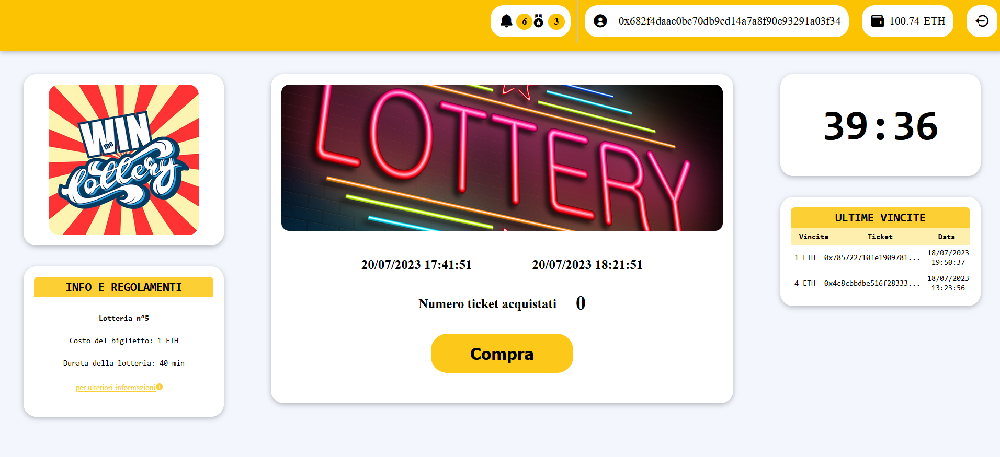 6 3 0x682f4daac0bc70db9cd14a7a8f90e93291a03f34 100.74 ETH
WIN
the
lottery
INFO E REGOLAMENTI
Lotteria nº5
Costo del biglietto: 1 ETH
Durata della lotteria: 40 min
per ulteriori informazioni
LOTTERY
20/07/2023 17:41:51 20/07/2023 18:21:51
Numero ticket acquistati 0
Compra
39:36
ULTIME VINCITE
Vincita Ticket Data
1 ETH 0x785722710fe1909781... 18/07/2023
19:50:37
4 ETH 0x4c8cbbdbe516f28333... 18/07/2023
13:23:56